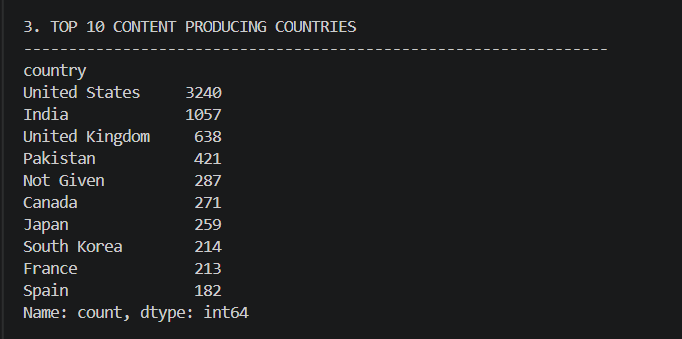 3. TOP 10 CONTENT PRODUCING COUNTRIES
-----------------------------------------------------------------
country
United States     3240
India             1057
United Kingdom     638
Pakistan           421
Not Given          287
Canada             271
Japan              259
South Korea        214
France             213
Spain              182
Name: count, dtype: int64